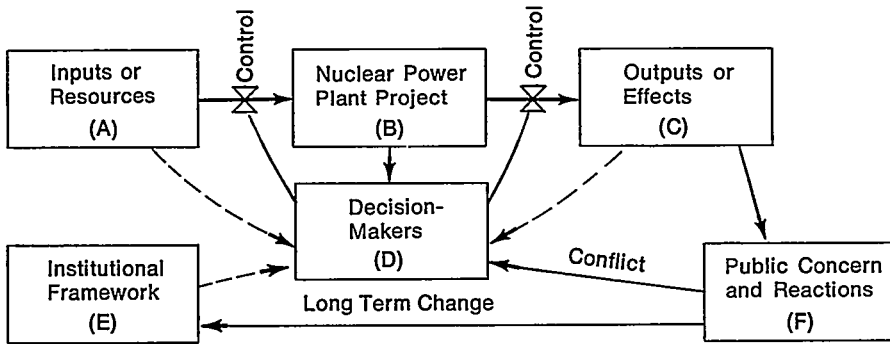 Control
Control
Inputs or
Resources
(A)
Nuclear Power
Plant Project
(B)
Outputs or
Effects
(C)
Decision-
Makers
(D)
Institutional
Framework
(E)
Conflict
Long Term Change
Public Concern
and Reactions
(F)